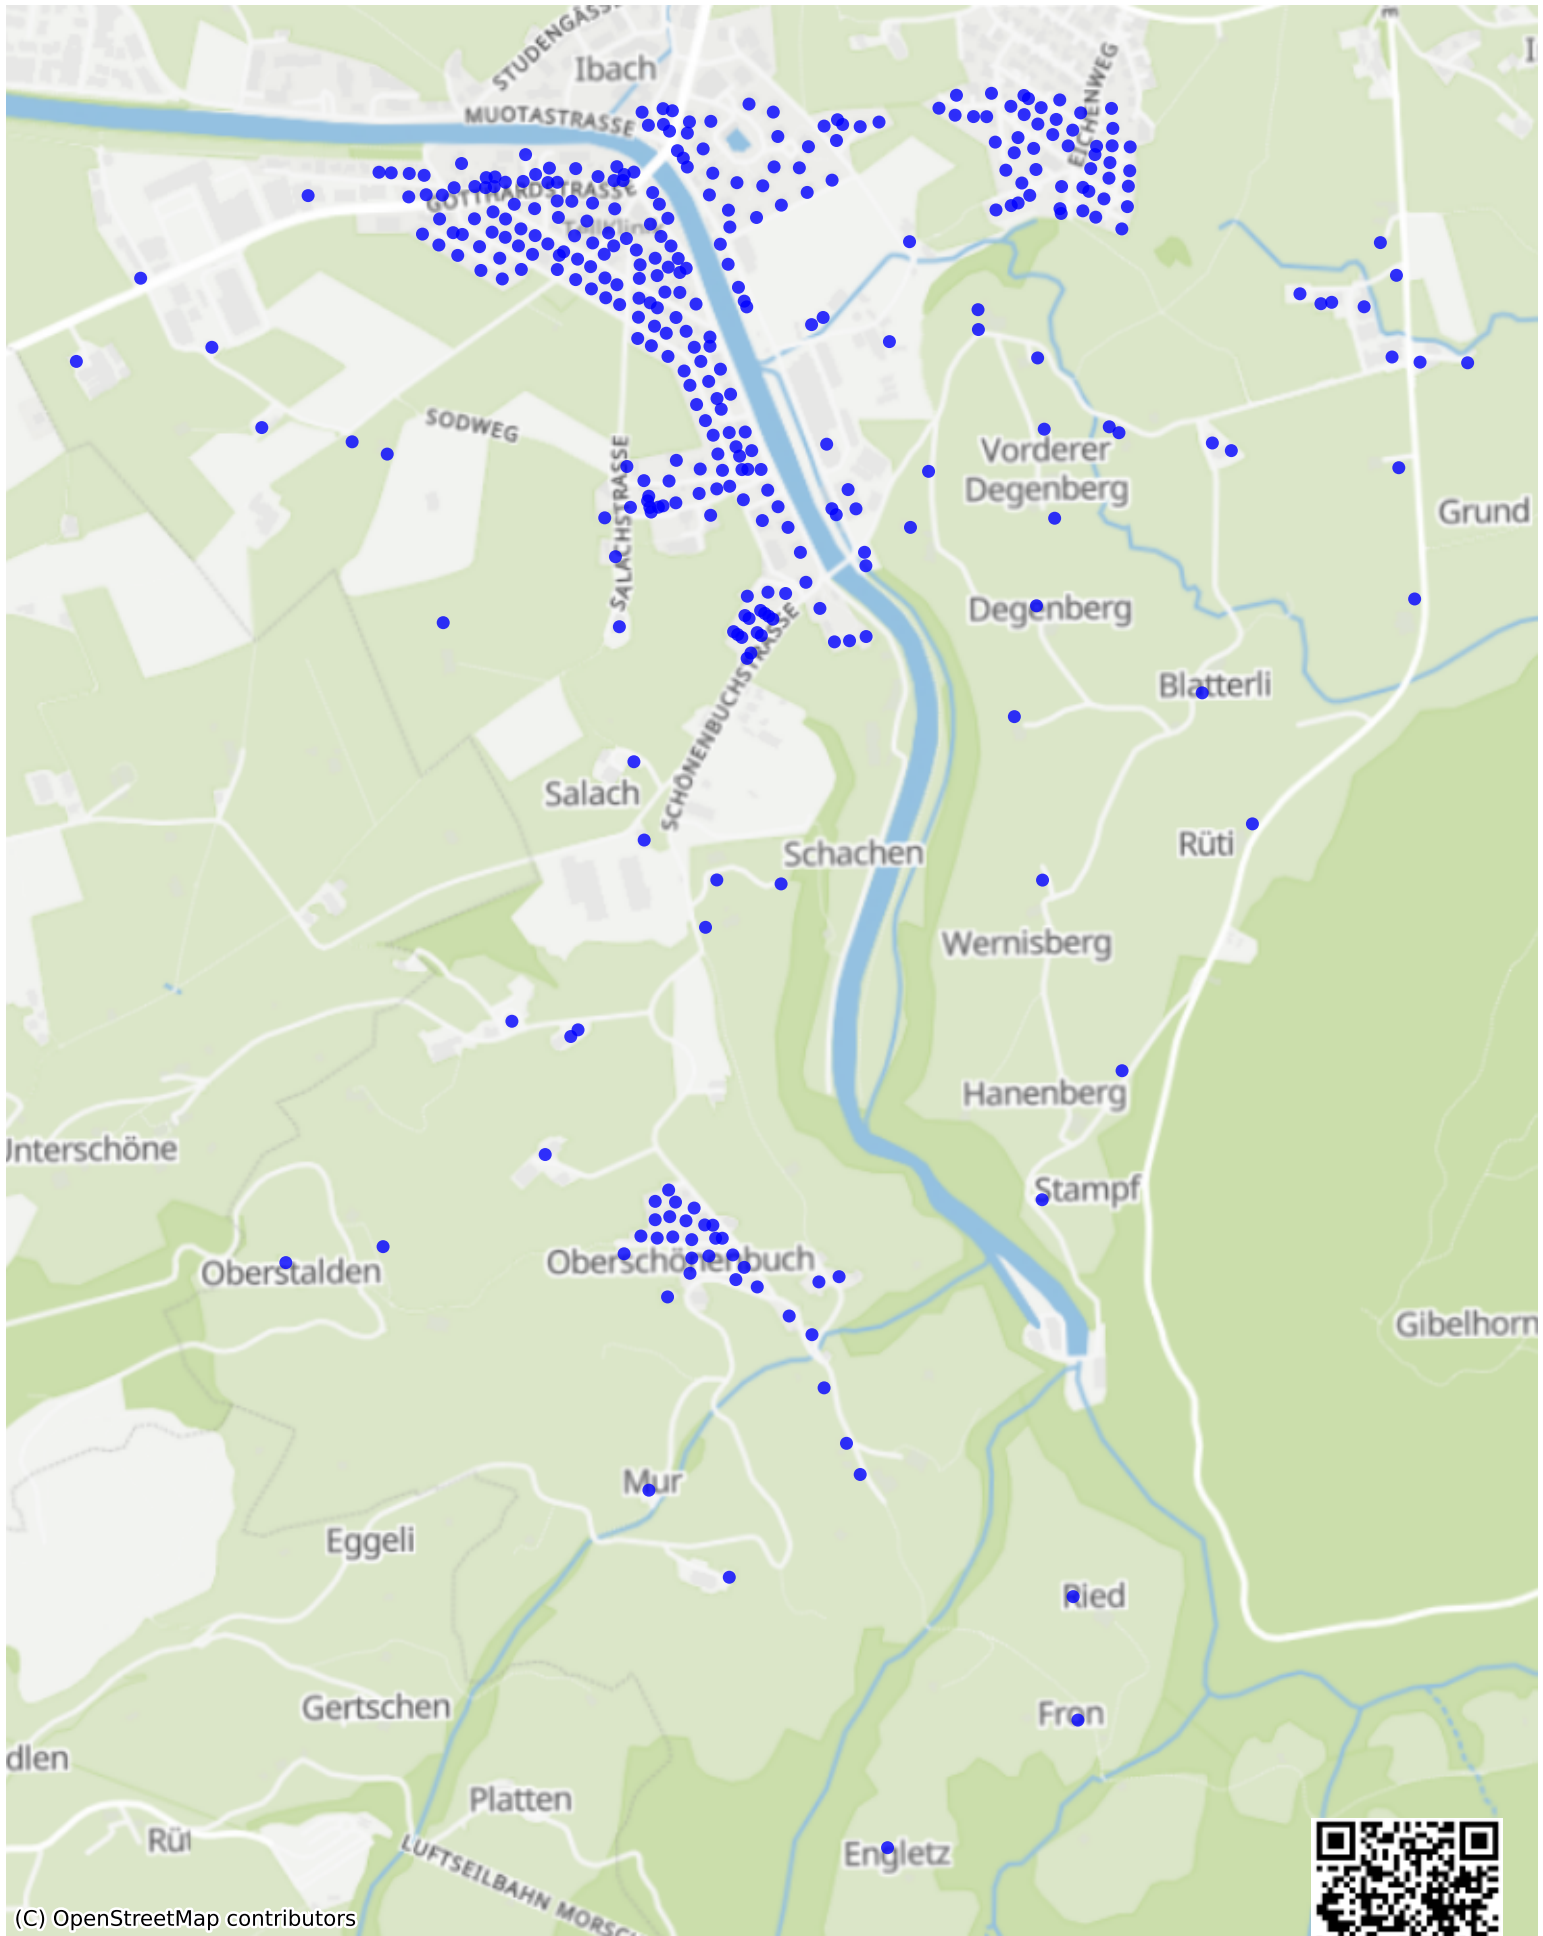 STUDENGÄSS
Ibach
MUOTASTRASSE
EICHENWEG
GOTTHARDSTRASSE
SODWEG
SALACHSTRASSE
Vorderer
Degenberg
Grund
Degenberg
SCHÖNENBUCHSTRASSE
Blatterli
Salach
Rüti
Schachen
Wernisberg
Hanenberg
Unterschöne
Stampf
Oberschönenbuch
Oberstalden
Gibelhorn
Mur
Eggeli
Ried
Gertschen
Fron
dlen
Platten
Rüt
Engletz
LUFTSEILBAHN MORSC
(C) OpenStreetMap contributors